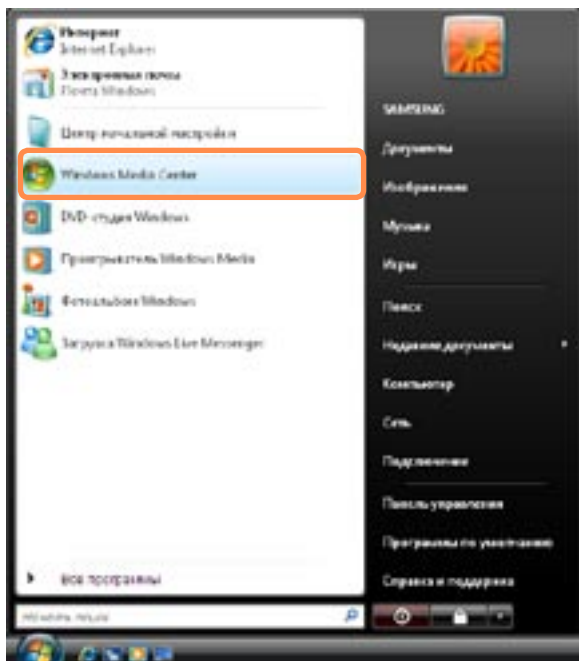 Интернет
Internet Explorer
Электронная почта
Почта Windows
Центр начальной настройки
Windows Media Center
DVD-студия Windows
Проигрыватель Windows Media
Фотоальбом Windows
Загрузка Windows Live Messenger
Все программы
SAMSUNG
Документы
Изображения
Музыка
Игры
Поиск
Недавние документы
Компьютер
Сеть
Подключение
Панель управления
Программы по умолчанию
Справка и поддержка